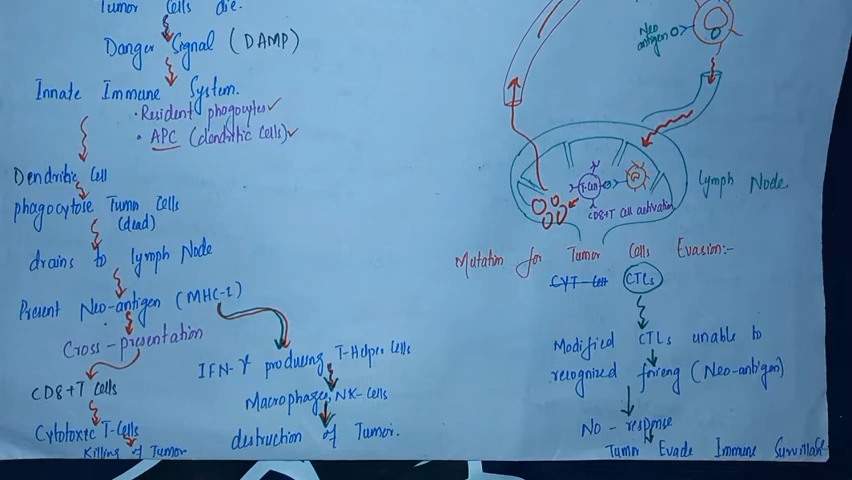 Tumor Cells die.
Danger Signal (DAMP)
Innate Immune System.
• Resident phagocytes ✓
• APC (dendritic cells) ✓
Dendritic Cell
phagocytose Tumor Cells
(dead)
drains to lymph Node
Present Neo-antigen (MHC-I)
Cross-presentation
CD8+T Cells
Cytotoxic T-Cells
Killing of Tumor
IFN-γ producing T-Helper Cells
Macrophages, NK-Cells
destruction of Tumor.
Neo
antigen
Lymph Node
T-Cell
CD8+T Cell activation
Mutation for Tumor Cells Evasion:-
CYT-Cell CTLs
Modified CTLs unable to
recognized foreing (Neo-antigen)
No-response
Tumor Evade Immune